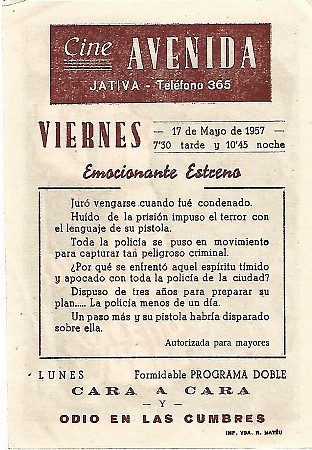 Cine AVENIDA
JATIVA - Teléfono 365
VIERNES — 17 de Mayo de 1957 —
7'30 tarde y 10'45 noche
Emocionante Estreno
Juró vengarse cuando fué condenado.
Huído de la prisión impuso el terror con
el lenguaje de su pistola.
Toda la policía se puso en movimiento
para capturar tan peligroso criminal.
¿Por qué se enfrentó aquel espíritu tímido
y apocado con toda la policía de la ciudad?
Dispuso de tres años para preparar su
plan..... La policía menos de un día.
Un paso más y su pistola habría disparado
sobre ella.
Autorizada para mayores
LUNES Formidable PROGRAMA DOBLE
CARA A CARA
— Y —
ODIO EN LAS CUMBRES
IMP. VDA. R. MATÉU